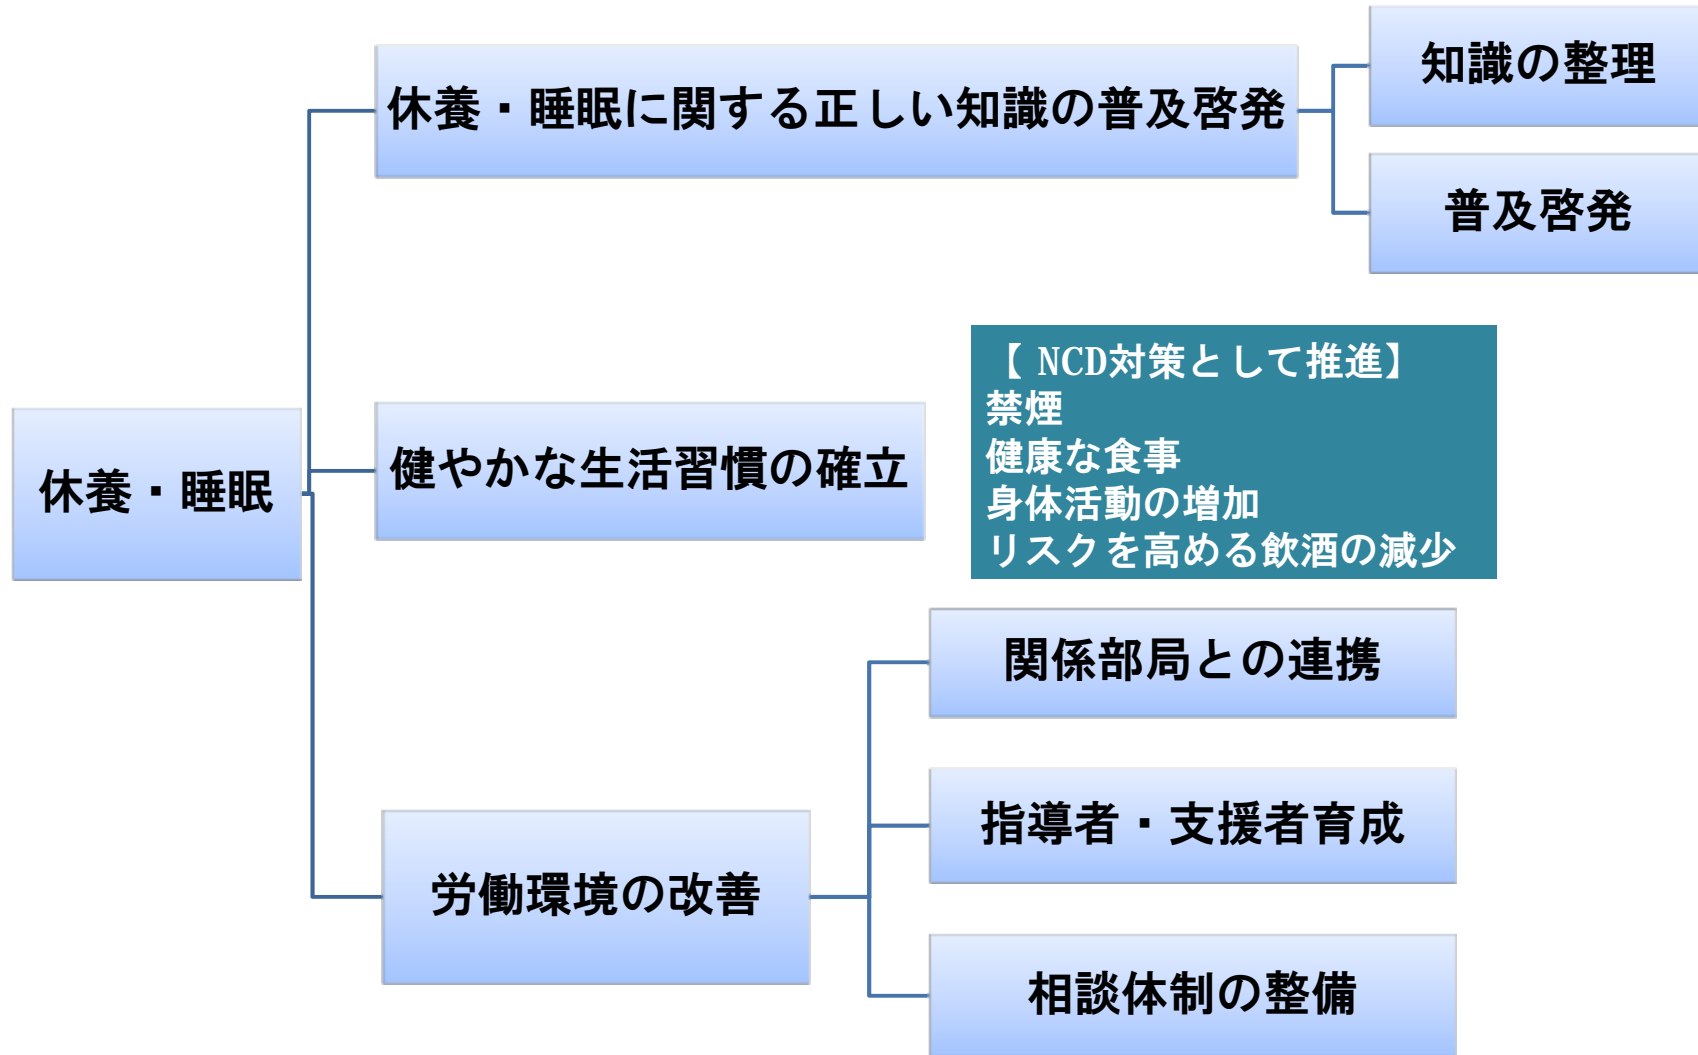 休養・睡眠
休養・睡眠に関する正しい知識の普及啓発
知識の整理
普及啓発
健やかな生活習慣の確立
【 NCD対策として推進】
禁煙
健康な食事
身体活動の増加
リスクを高める飲酒の減少
労働環境の改善
関係部局との連携
指導者・支援者育成
相談体制の整備